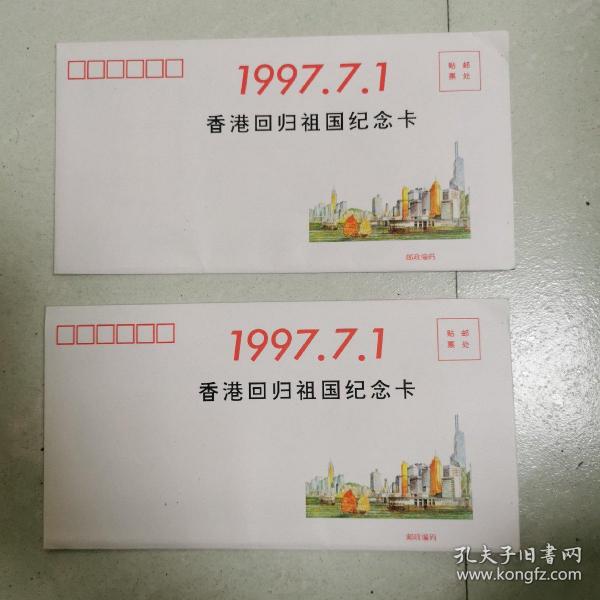 1997.7.1
贴 邮
票 处
香港回归祖国纪念卡
邮政编码
1997.7.1
贴 邮
票 处
香港回归祖国纪念卡
邮政编码
孔夫子旧书网
www.kongfz.com